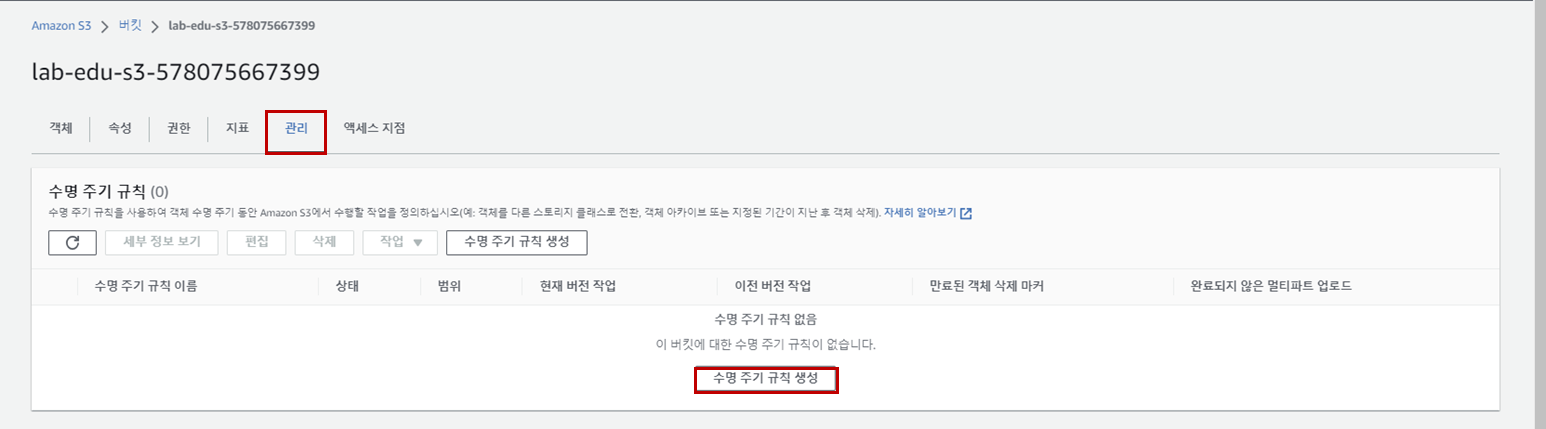 Amazon S3 > 버킷 > lab-edu-s3-578075667399
lab-edu-s3-578075667399
객체 속성 권한 지표 관리 액세스 지점
수명 주기 규칙 (0)
수명 주기 규칙을 사용하여 객체 수명 주기 동안 Amazon S3에서 수행할 작업을 정의하십시오(예: 객체를 다른 스토리지 클래스로 전환, 객체 아카이브 또는 지정된 기간이 지난 후 객체 삭제). 자세히 알아보기
세부 정보 보기 편집 삭제 작업 수명 주기 규칙 생성
수명 주기 규칙 이름 상태 범위 현재 버전 작업 이전 버전 작업 만료된 객체 삭제 마커 완료되지 않은 멀티파트 업로드
수명 주기 규칙 없음
이 버킷에 대한 수명 주기 규칙이 없습니다.
수명 주기 규칙 생성